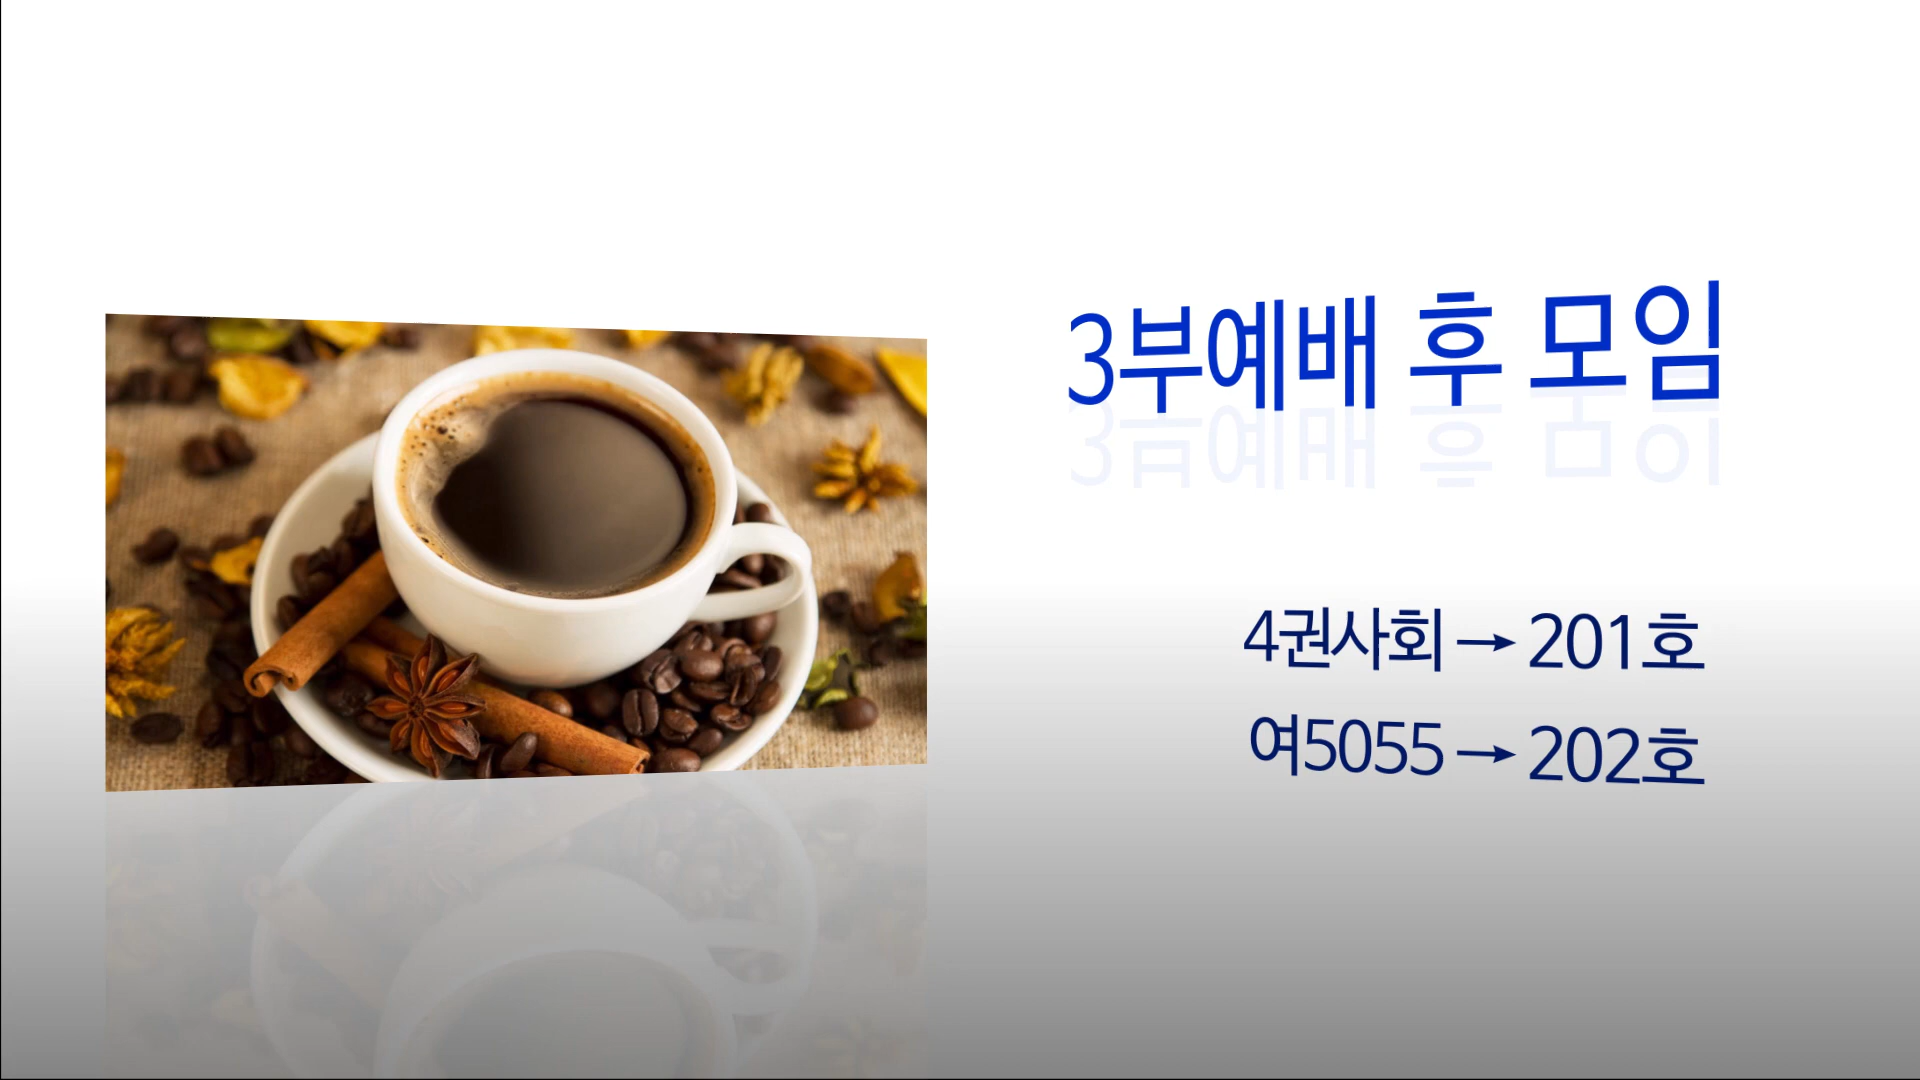 3부예배 후 모임
4권사회 → 201호
여5055 → 202호